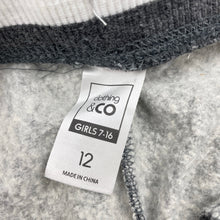 clothing
&CO
GIRLS 7-16
12
MADE IN CHINA